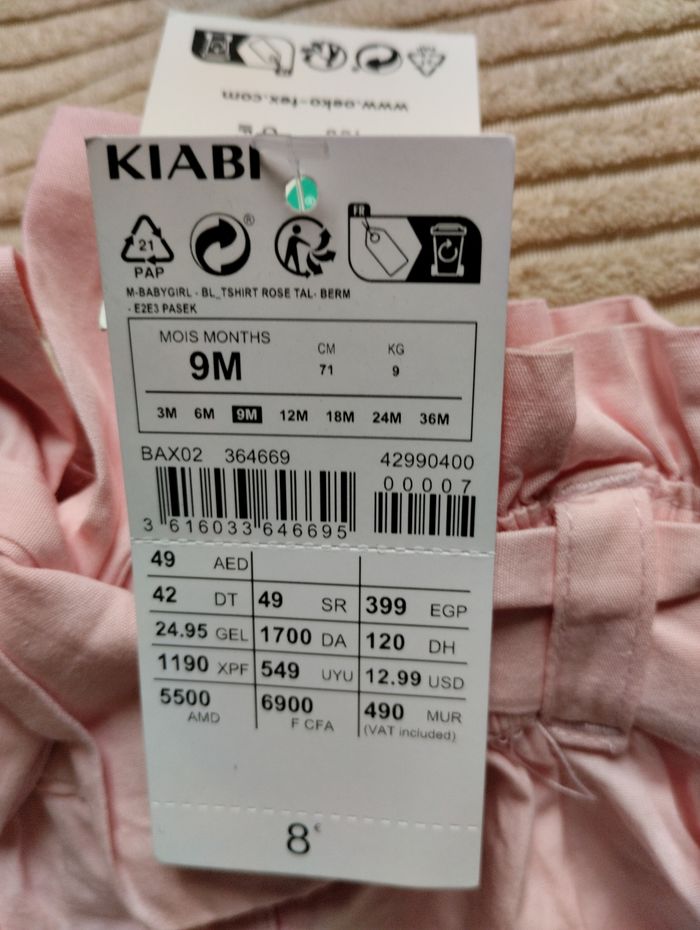 www.oeko-tex.com
KIABI
®
FR
21
PAP
M-BABYGIRL - BL_TSHIRT ROSE TAL- BERM
- E2E3 PASEK
MOIS MONTHS CM KG
9M 71 9
3M 6M 9M 12M 18M 24M 36M
BAX02 364669 42990400
00007
3 616033 646695
49 AED
42 DT 49 SR 399 EGP
24.95 GEL 1700 DA 120 DH
1190 XPF 549 UYU 12.99 USD
5500 AMD 6900 F CFA 490 MUR
(VAT included)
8€